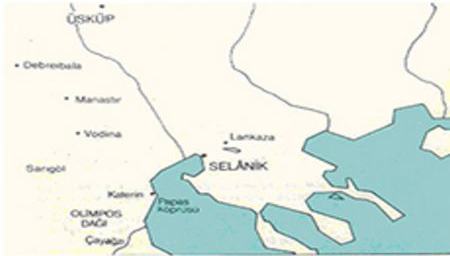 ÜSKÜP
Debreibala
Manastır
Vodina
Lankaza
SELÂNİK
Sarıgöl
Katerin
Papas
Köprüsü
OLİMPOS
DAĞI
Çayağzı